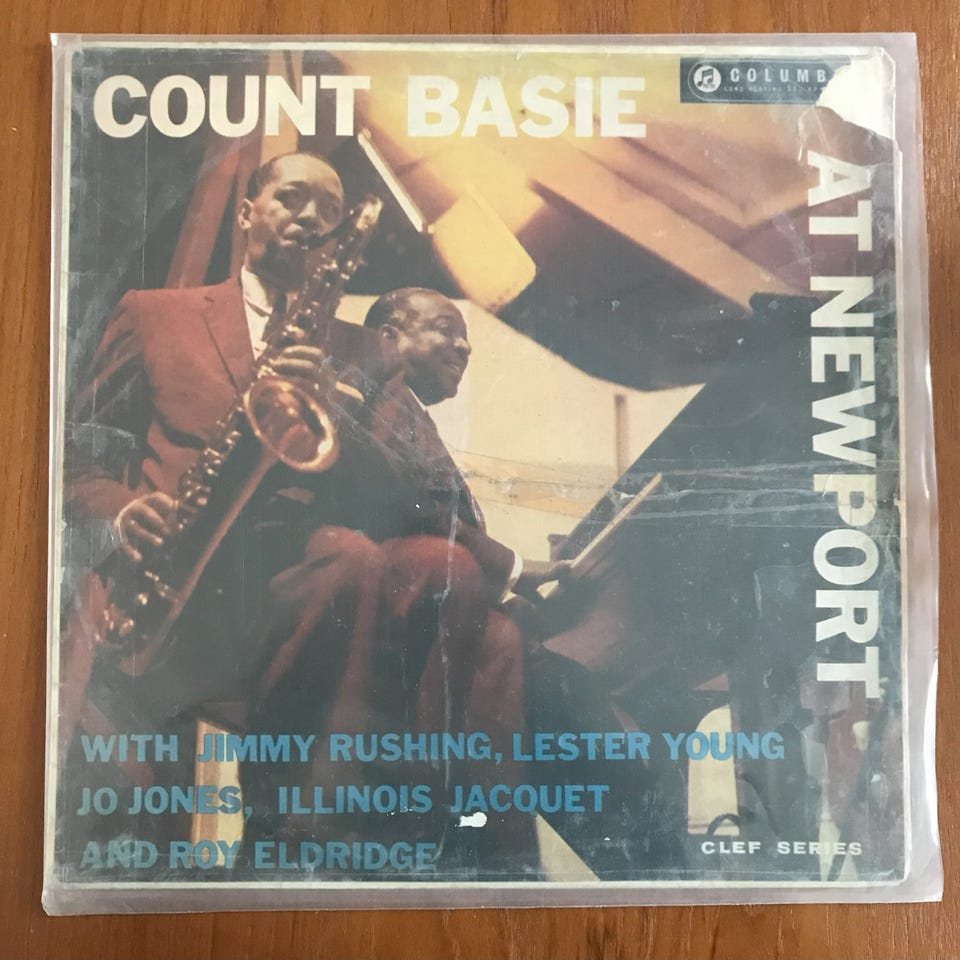 COUNT BASIE
COLUMB
AT NEWPORT
WITH JIMMY RUSHING, LESTER YOUNG
JO JONES, ILLINOIS JACQUET
AND ROY ELDRIDGE
CLEF SERIES